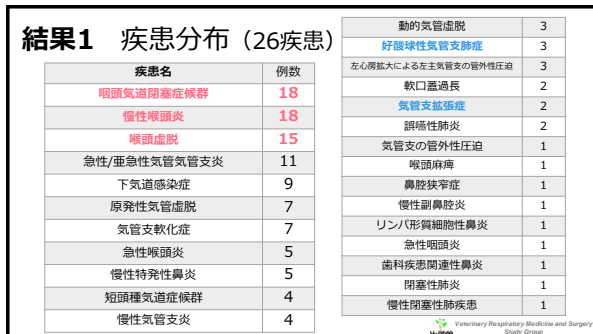 結果1 疾患分布（26疾患）
疾患名 例数
咽頭気道閉塞症候群 18
慢性喉頭炎 18
喉頭虚脱 15
急性/亜急性気管気管支炎 11
下気道感染症 9
原発性気管虚脱 7
気管支軟化症 7
急性喉頭炎 5
慢性特発性鼻炎 5
短頭種気道症候群 4
慢性気管支炎 4
動的気管虚脱 3
好酸球性気管支肺症 3
左心房拡大による左主気管支の管外性圧迫 3
軟口蓋過長 2
気管支拡張症 2
誤嚥性肺炎 2
気管支の管外性圧迫 1
喉頭麻痺 1
鼻腔狭窄症 1
慢性副鼻腔炎 1
リンパ形質細胞性鼻炎 1
急性咽頭炎 1
歯科疾患関連性鼻炎 1
閉塞性肺炎 1
慢性閉塞性肺疾患 1
Veterinary Respiratory Medicine and Surgery
Study Group